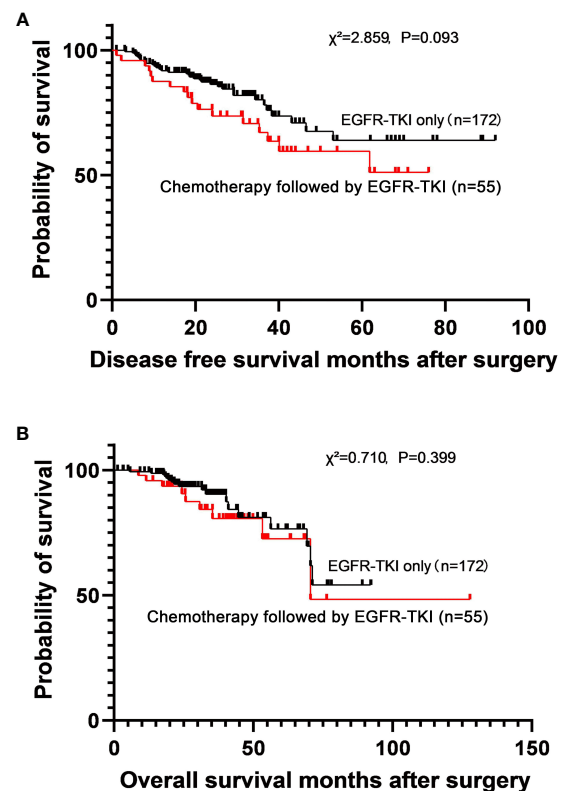 A
χ²=2.859, P=0.093
100
EGFR-TKI only (n=172)
50
Chemotherapy followed by EGFR-TKI (n=55)
0
Probability of survival
0 20 40 60 80 100
Disease free survival months after surgery
B
χ²=0.710, P=0.399
100
EGFR-TKI only (n=172)
50
Chemotherapy followed by EGFR-TKI (n=55)
0
Probability of survival
0 50 100 150
Overall survival months after surgery